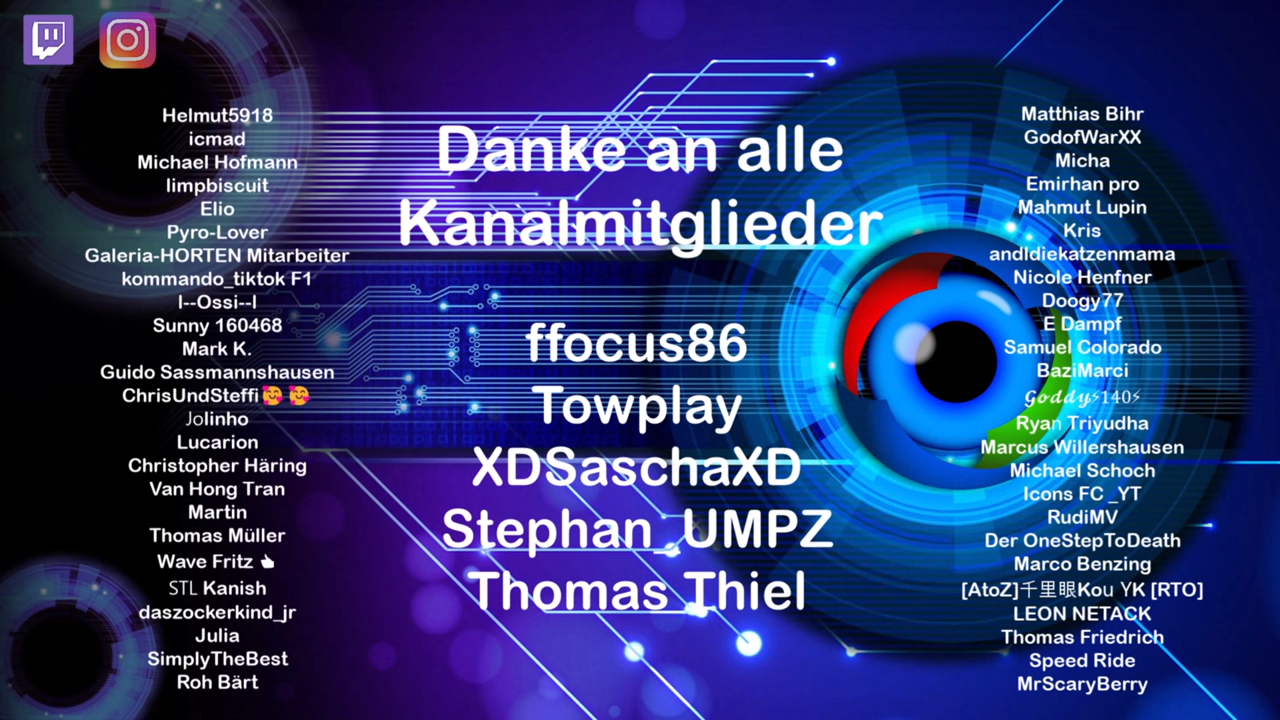 Helmut5918
icmad
Michael Hofmann
limpbiscuit
Elio
Pyro-Lover
Galeria-HORTEN Mitarbeiter
kommando_tiktok F1
I--Ossi--I
Sunny 160468
Mark K.
Guido Sassmannshausen
ChrisUndSteffi🥰🥰
Jolinho
Lucarion
Christopher Häring
Van Hong Tran
Martin
Thomas Müller
Wave Fritz 👆
STL Kanish
daszockerkind_jr
Julia
SimplyTheBest
Roh Bärt
Danke an alle
Kanalmitglieder
ffocus86
Towplay
XDSaschaXD
Stephan_UMPZ
Thomas Thiel
Matthias Bihr
GodofWarXX
Micha
Emirhan pro
Mahmut Lupin
Kris
andIdiekatzenmama
Nicole Henfner
Doogy77
E Dampf
Samuel Colorado
BaziMarci
𝓖𝓸𝓭𝓭𝔂⚡140⚡
Ryan Triyudha
Marcus Willershausen
Michael Schoch
Icons FC _YT
RudiMV
Der OneStepToDeath
Marco Benzing
[AtoZ]千里眼Kou YK [RTO]
LEON NETACK
Thomas Friedrich
Speed Ride
MrScaryBerry